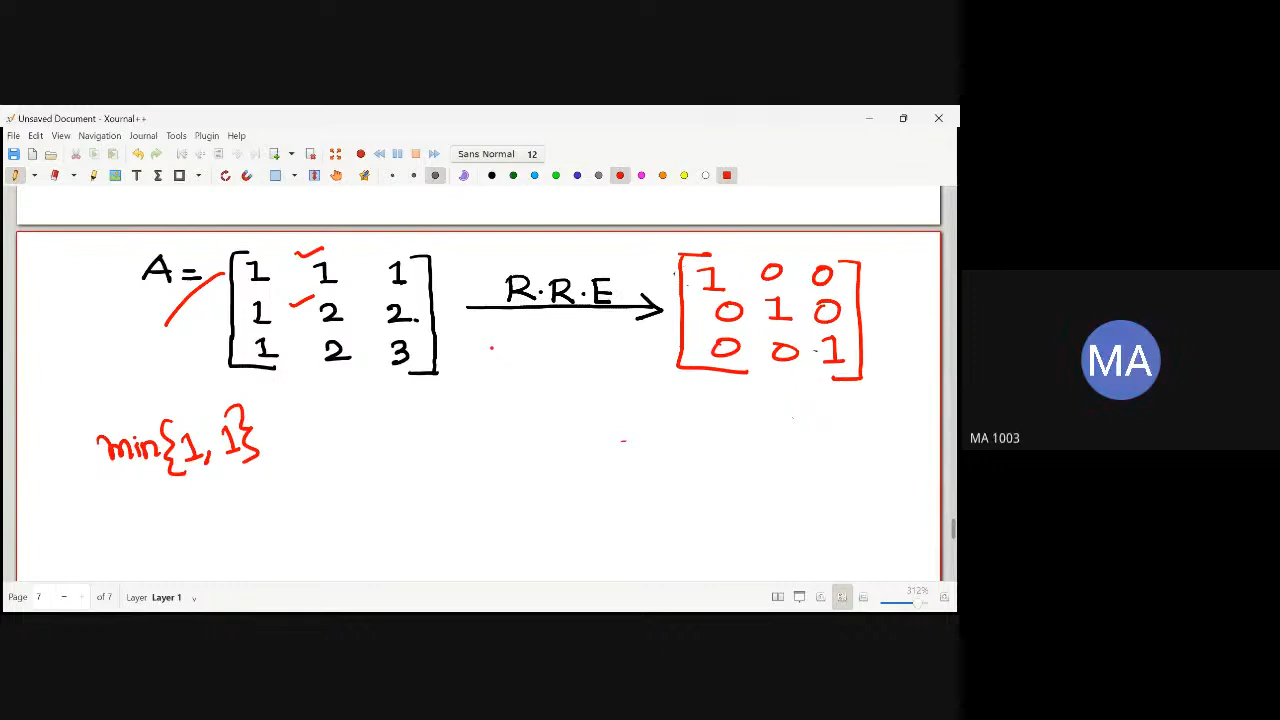 Unsaved Document - Xournal++
File Edit View Navigation Journal Tools Plugin Help
Sans Normal 12
A = [1 1 1
1 2 2.
1 2 3]
R.R.E
[1 0 0
0 1 0
0 0 1]
min{1, 1}
MA
MA 1003
Page 7 of 7 Layer Layer 1
312%